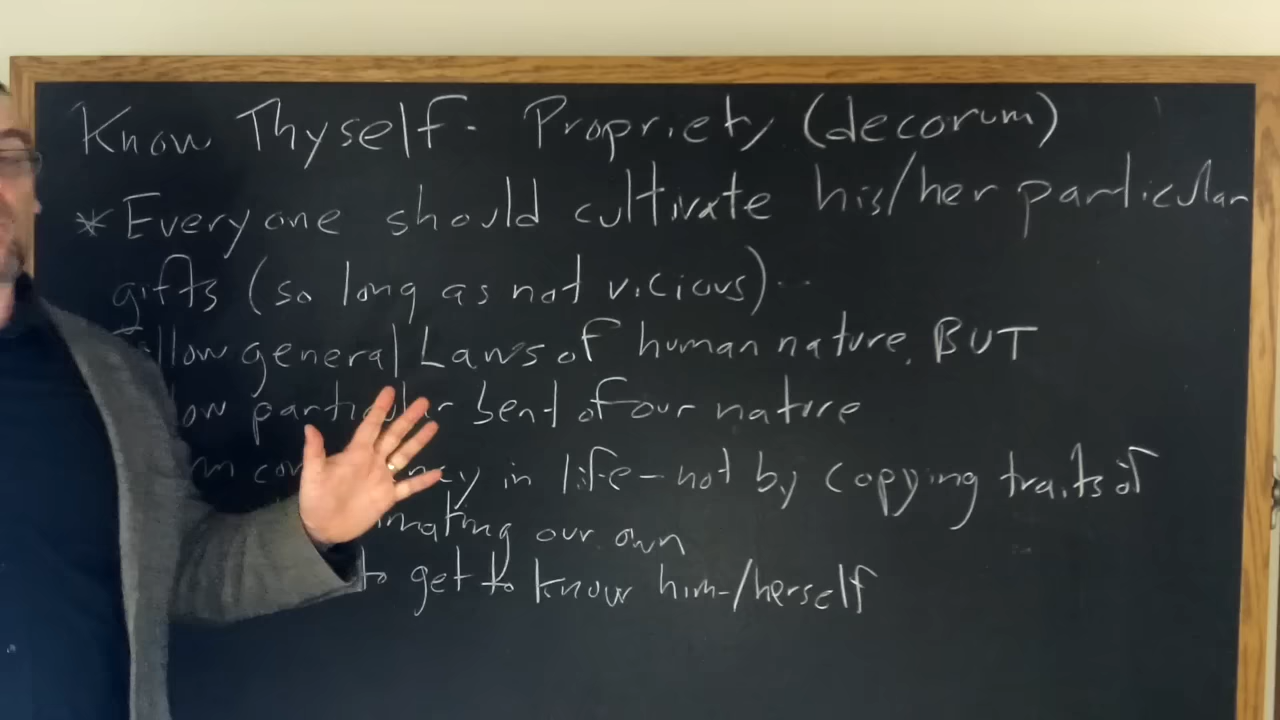 Know Thyself - Propriety (decorum)
* Everyone should cultivate his/her particular
gifts (so long as not vicious)...
general Laws of human nature, BUT
particular bent of our nature
in life - not by copying traits of
our own
to get to know him-/herself